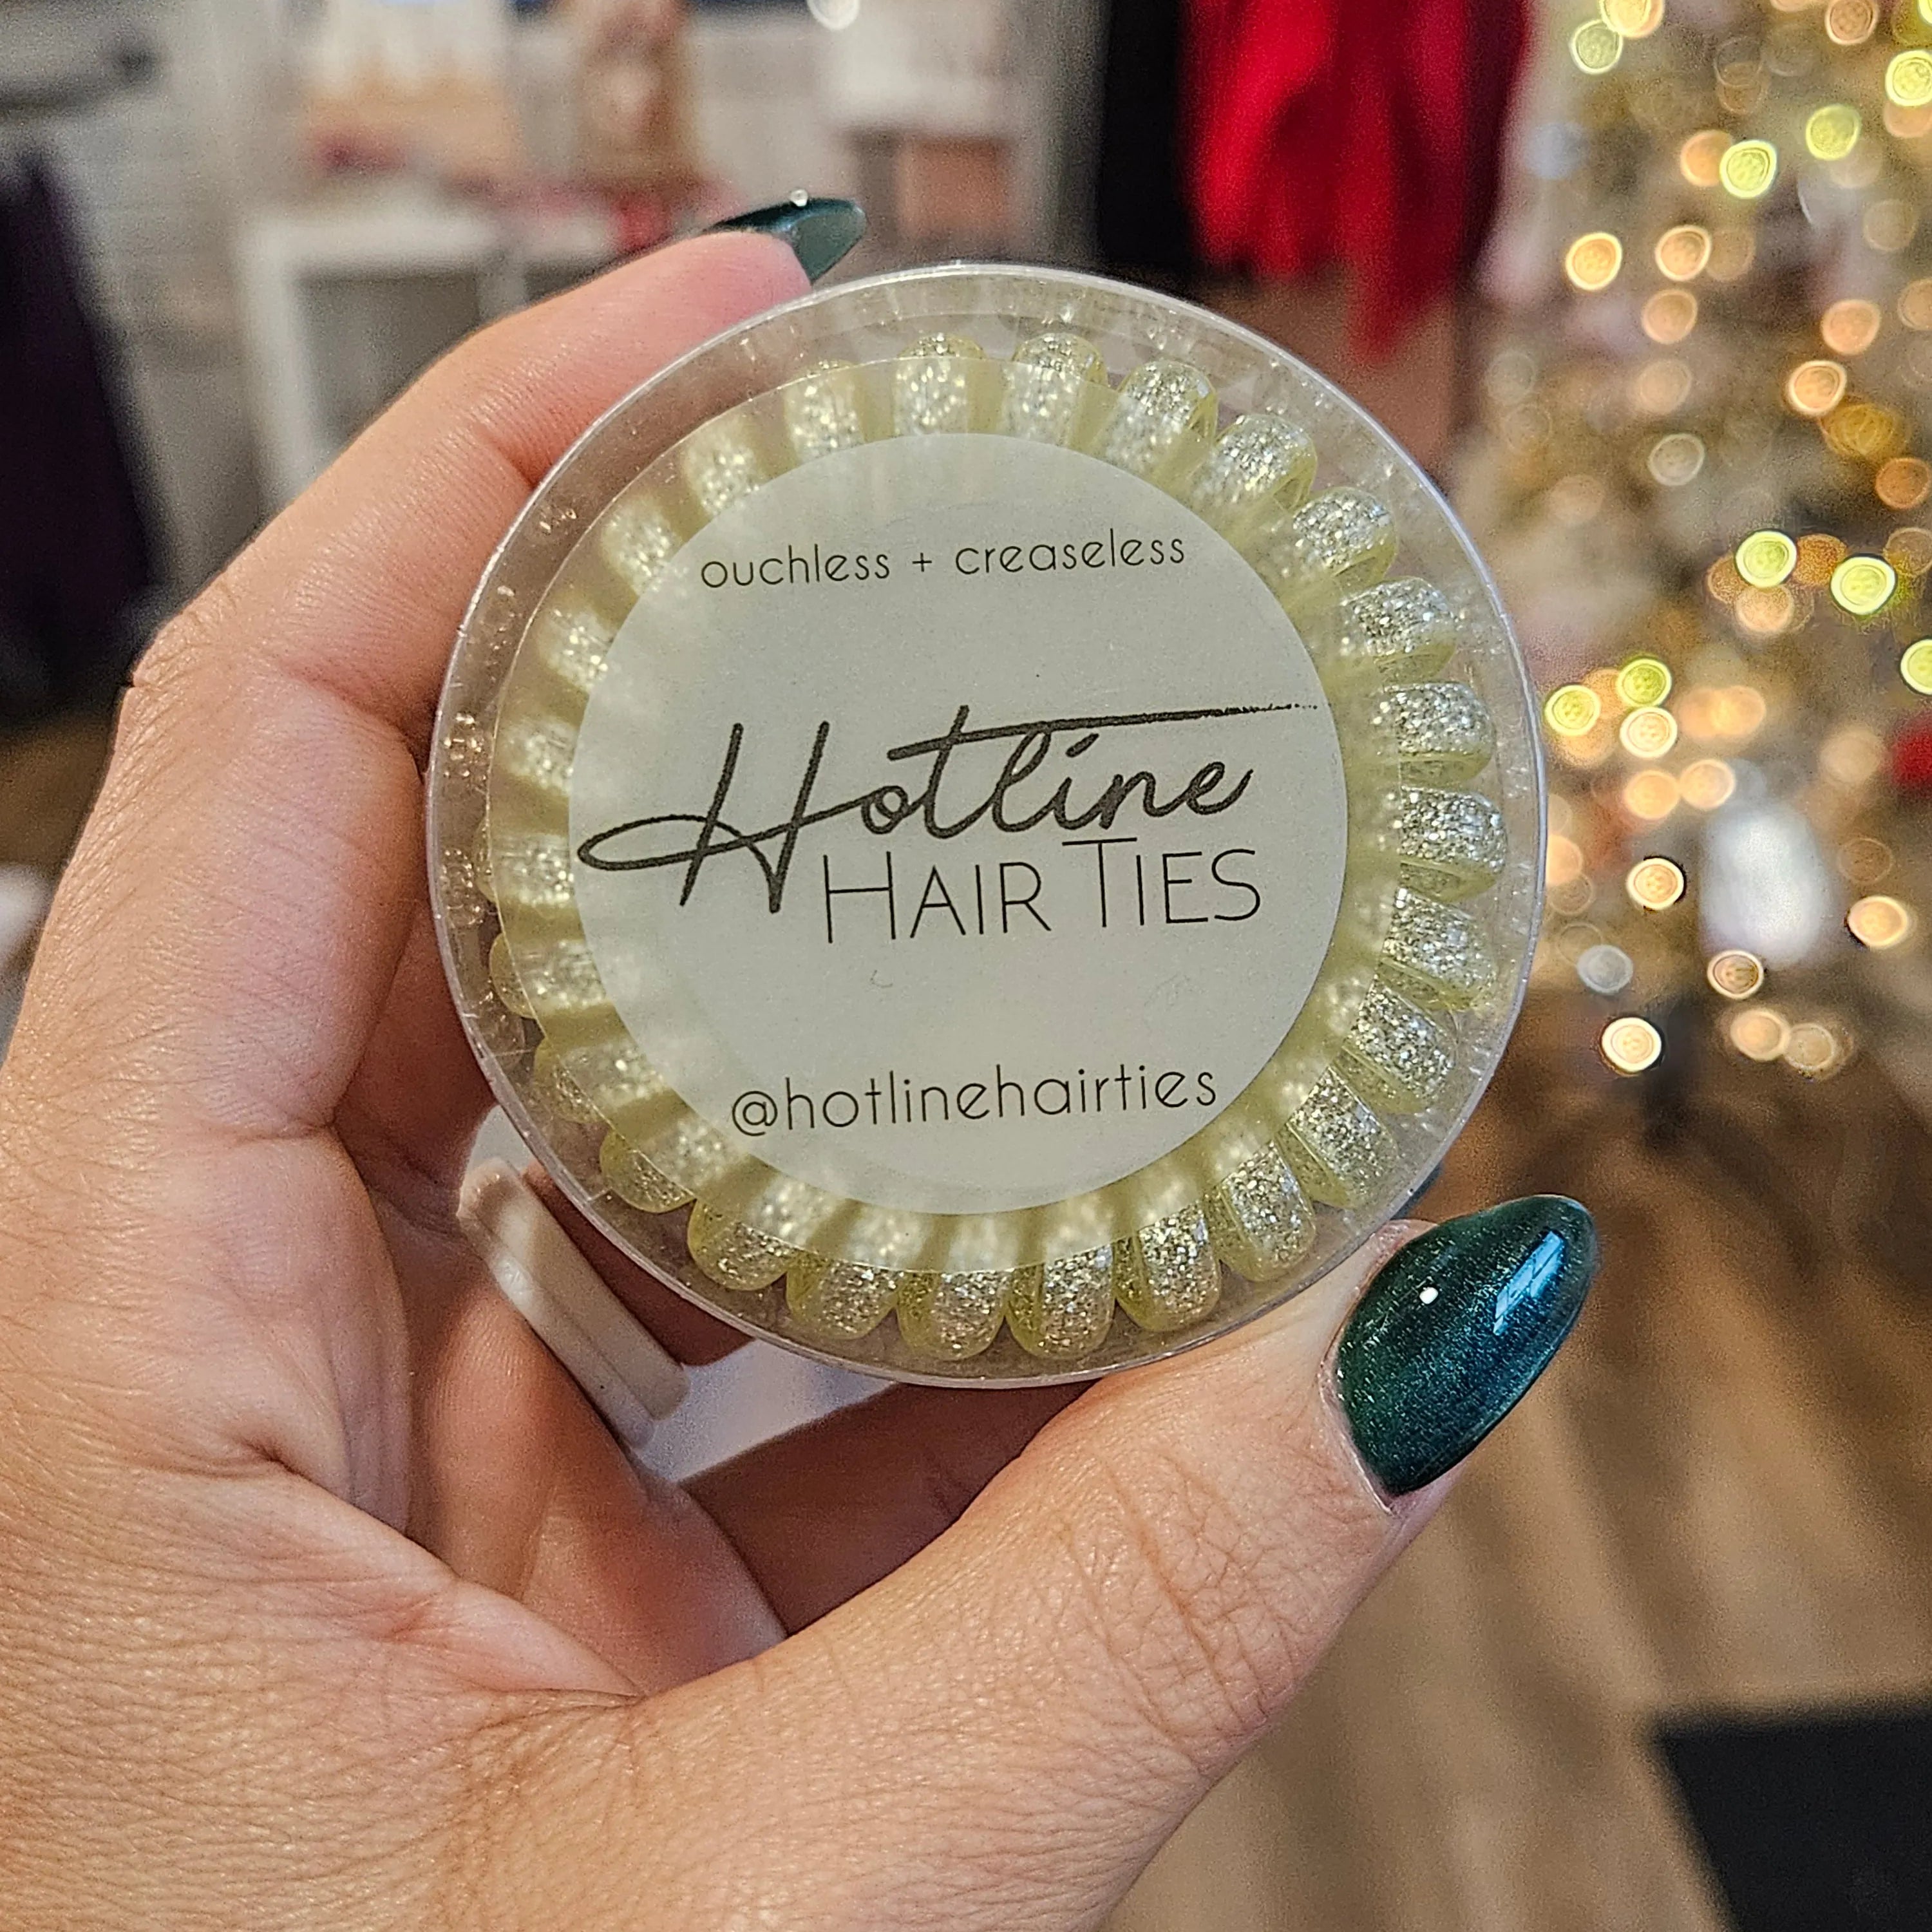 ouchless + creaseless
Hotline
HAIR TIES
@hotlinehairties